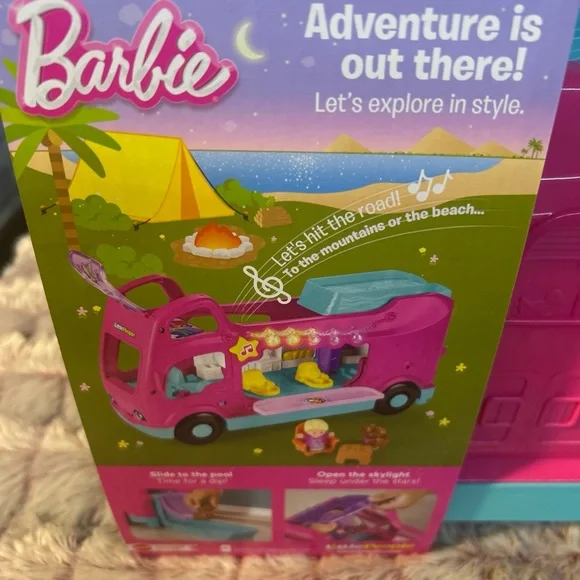 Barbie
Adventure is
out there!
Let's explore in style.
Let's hit the road!
To the mountains or the beach...
Slide to the pool
Time for a dip!
Open the skylight
Sleep under the stars!